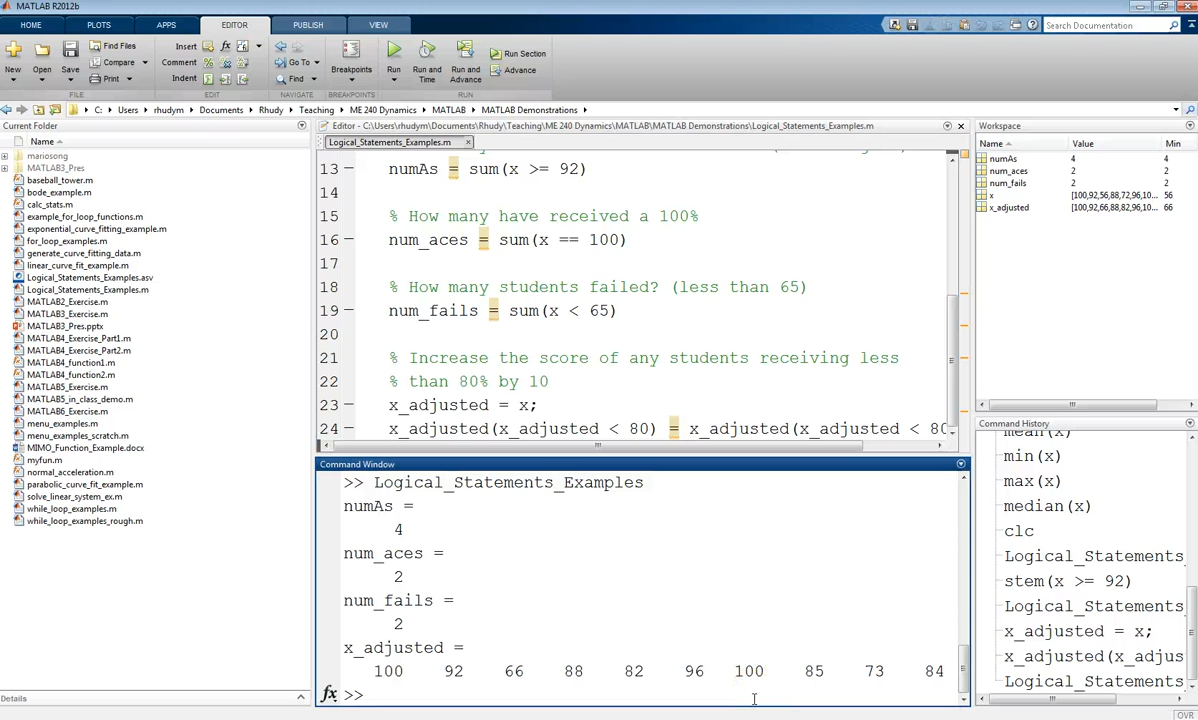 MATLAB R2012b
HOME PLOTS APPS EDITOR PUBLISH VIEW
Search Documentation
New Open Save Find Files Compare Print
Insert Comment Indent
Go To Find
Breakpoints
Run Run and Time Run and Advance Run Section Advance
FILE EDIT NAVIGATE BREAKPOINTS RUN
C: Users rhudym Documents Rhudy Teaching ME 240 Dynamics MATLAB MATLAB Demonstrations
Current Folder
Name
mariosong
MATLAB3_Pres
baseball_tower.m
bode_example.m
calc_stats.m
example_for_loop_functions.m
exponential_curve_fitting_example.m
for_loop_examples.m
generate_curve_fitting_data.m
linear_curve_fit_example.m
Logical_Statements_Examples.asv
Logical_Statements_Examples.m
MATLAB2_Exercise.m
MATLAB3_Exercise.m
MATLAB3_Pres.pptx
MATLAB4_Exercise_Part1.m
MATLAB4_Exercise_Part2.m
MATLAB4_function1.m
MATLAB4_function2.m
MATLAB5_Exercise.m
MATLAB5_in_class_demo.m
MATLAB6_Exercise.m
menu_examples.m
menu_examples_scratch.m
MIMO_Function_Example.docx
myfun.m
normal_acceleration.m
parabolic_curve_fit_example.m
solve_linear_system_ex.m
while_loop_examples.m
while_loop_examples_rough.m
Details
Editor - C:\Users\rhudym\Documents\Rhudy\Teaching\ME 240 Dynamics\MATLAB\MATLAB Demonstrations\Logical_Statements_Examples.m
Logical_Statements_Examples.m
13 numAs = sum(x >= 92)
14
15 % How many have received a 100%
16 num_aces = sum(x == 100)
17
18 % How many students failed? (less than 65)
19 num_fails = sum(x < 65)
20
21 % Increase the score of any students receiving less
22 % than 80% by 10
23 x_adjusted = x;
24 x_adjusted(x_adjusted < 80) = x_adjusted(x_adjusted < 80
Command Window
>> Logical_Statements_Examples
numAs =
4
num_aces =
2
num_fails =
2
x_adjusted =
100 92 66 88 82 96 100 85 73 84
fx >>
Workspace
Name Value Min
numAs 4 4
num_aces 2 2
num_fails 2 2
x [100,92,56,88,72,96,10... 56
x_adjusted [100,92,66,88,82,96,10... 66
Command History
mean(x)
min(x)
max(x)
median(x)
clc
Logical_Statements_
stem(x >= 92)
Logical_Statements_
x_adjusted = x;
x_adjusted(x_adjus
Logical_Statements_
OVR